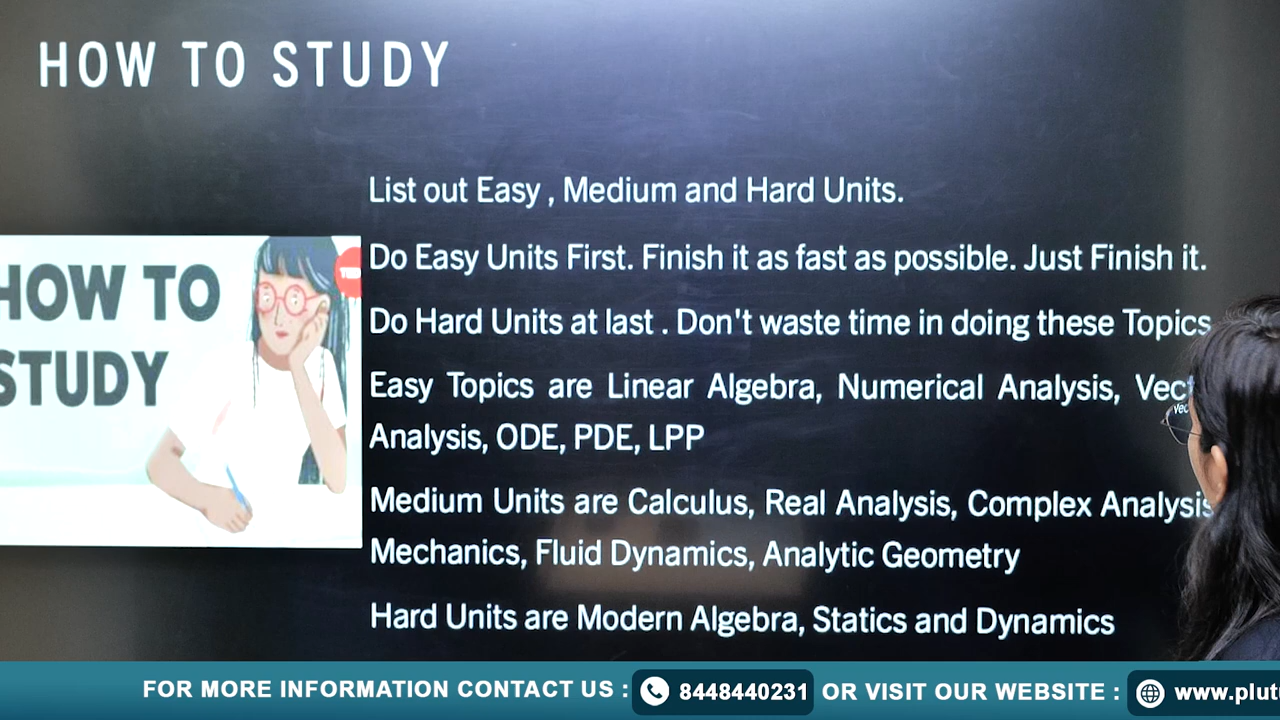 HOW TO STUDY
List out Easy , Medium and Hard Units.
Do Easy Units First. Finish it as fast as possible. Just Finish it.
Do Hard Units at last . Don't waste time in doing these Topics
Easy Topics are Linear Algebra, Numerical Analysis,
Analysis, ODE, PDE, LPP
Medium Units are Calculus, Real Analysis, Complex Analysis
Mechanics, Fluid Dynamics, Analytic Geometry
Hard Units are Modern Algebra, Statics and Dynamics
HOW TO
STUDY
FOR MORE INFORMATION CONTACT US : 8448440231 OR VISIT OUR WEBSITE :